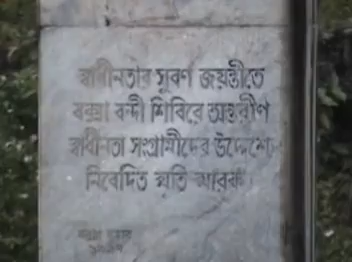 স্বাধীনতার সুবর্ণ জয়ন্তীতে
বক্সা বন্দী শিবিরে অন্তরীণ
স্বাধীনতা সংগ্রামীদের উদ্দেশ্যে
নিবেদিত স্মৃতি স্মারক